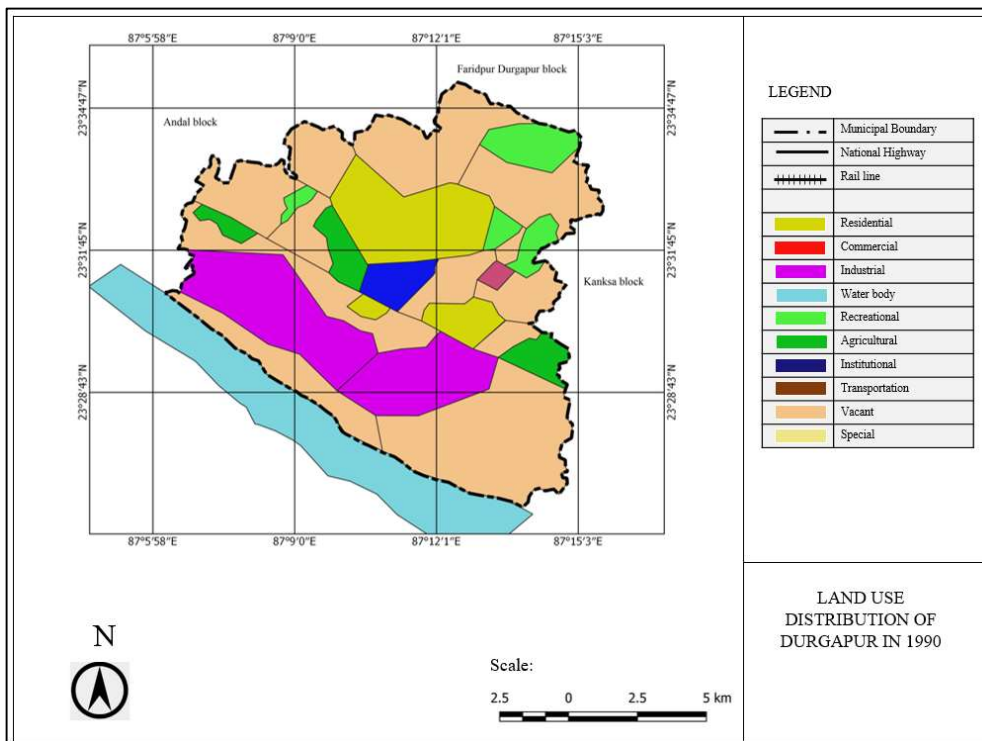 87°5'58"E 87°9'0"E 87°12'1"E 87°15'3"E
Faridpur Durgapur block
Andal block
23°34'47"N 23°34'47"N
23°31'45"N 23°31'45"N
Kanksa block
23°28'43"N 23°28'43"N
87°5'58"E 87°9'0"E 87°12'1"E 87°15'3"E
N
Scale:
2.5 0 2.5 5 km
LEGEND
Municipal Boundary
National Highway
Rail line
Residential
Commercial
Industrial
Water body
Recreational
Agricultural
Institutional
Transportation
Vacant
Special
LAND USE
DISTRIBUTION OF
DURGAPUR IN 1990